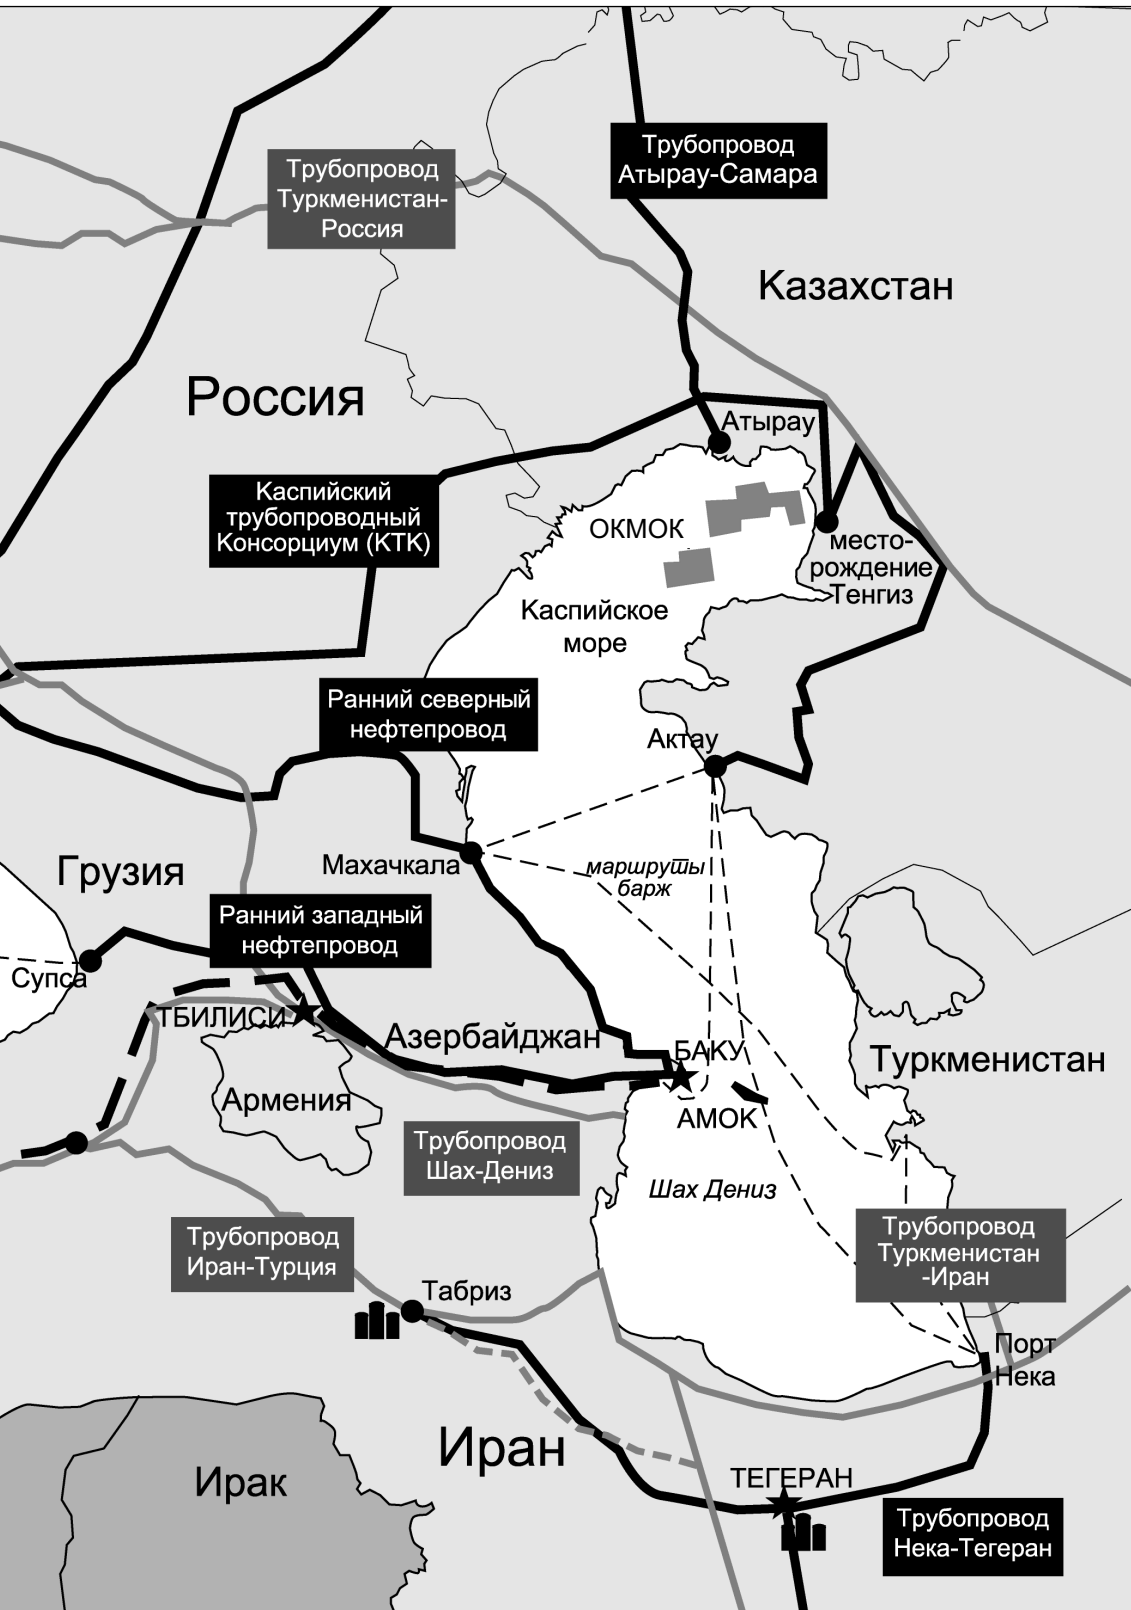 Трубопровод
Атырау-Самара
Трубопровод
Туркменистан-
Россия
Казахстан
Россия
Атырау
Каспийский
трубопроводный
Консорциум (КТК)
ОКМОК
место-
рождение
Тенгиз
Каспийское
море
Ранний северный
нефтепровод
Актау
Махачкала
маршруты
барж
Грузия
Ранний западный
нефтепровод
Супса
ТБИЛИСИ
Азербайджан
БАКУ
Туркменистан
Армения
АМОК
Трубопровод
Шах-Дениз
Шах Дениз
Трубопровод
Иран-Турция
Трубопровод
Туркменистан
-Иран
Табриз
Порт
Нека
Иран
Ирак
ТЕГЕРАН
Трубопровод
Нека-Тегеран